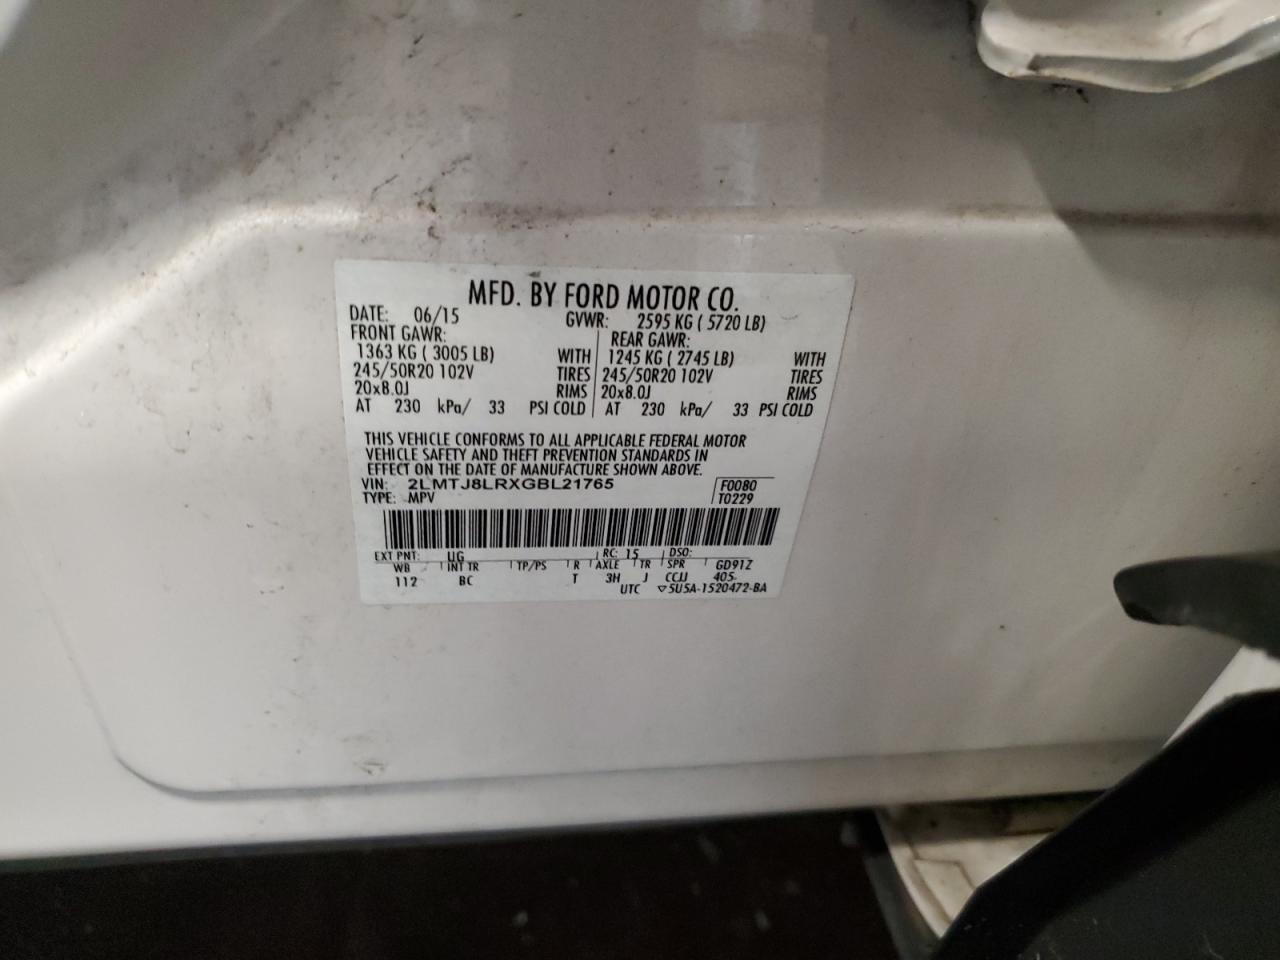 MFD. BY FORD MOTOR CO.
DATE: 06/15 GVWR: 2595 KG ( 5720 LB)
FRONT GAWR: REAR GAWR:
1363 KG ( 3005 LB) WITH 1245 KG ( 2745 LB) WITH
245/50R20 102V TIRES 245/50R20 102V TIRES
20x8.0J RIMS 20x8.0J RIMS
AT 230 kPa/ 33 PSI COLD AT 230 kPa/ 33 PSI COLD
THIS VEHICLE CONFORMS TO ALL APPLICABLE FEDERAL MOTOR
VEHICLE SAFETY AND THEFT PREVENTION STANDARDS IN
EFFECT ON THE DATE OF MANUFACTURE SHOWN ABOVE.
VIN: 2LMTJ8LRXGBL21765 F0080
TYPE: MPV T0229
EXT PNT: UG RC: 15 DSO:
WB INT TR TP/PS R AXLE TR SPR GD91Z
112 BC T 3H J CCJJ 405-
UTC ▽5U5A-1520472-BA